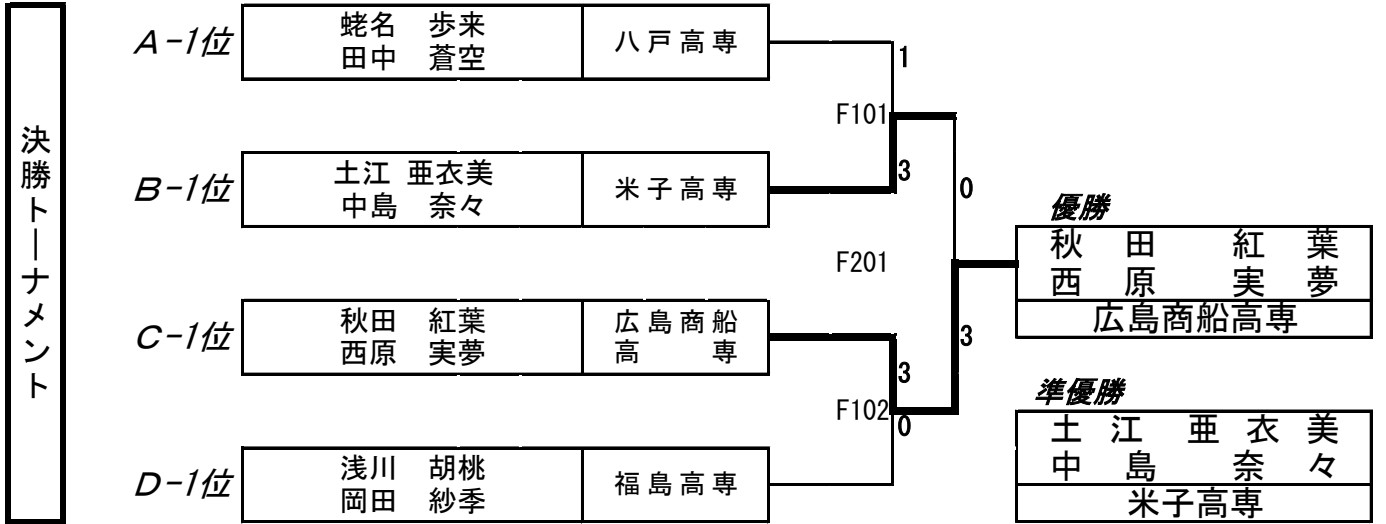 決勝トーナメント
A-1位
蛯名 歩来
田中 蒼空
八戸高専
1
F101
B-1位
土江 亜衣美
中島 奈々
米子高専
3
0
F201
C-1位
秋田 紅葉
西原 実夢
広島商船
高専
3
3
F102
0
D-1位
浅川 胡桃
岡田 紗季
福島高専
優勝
秋田 紅葉
西原 実夢
広島商船高専
準優勝
土江 亜衣美
中島 奈々
米子高専